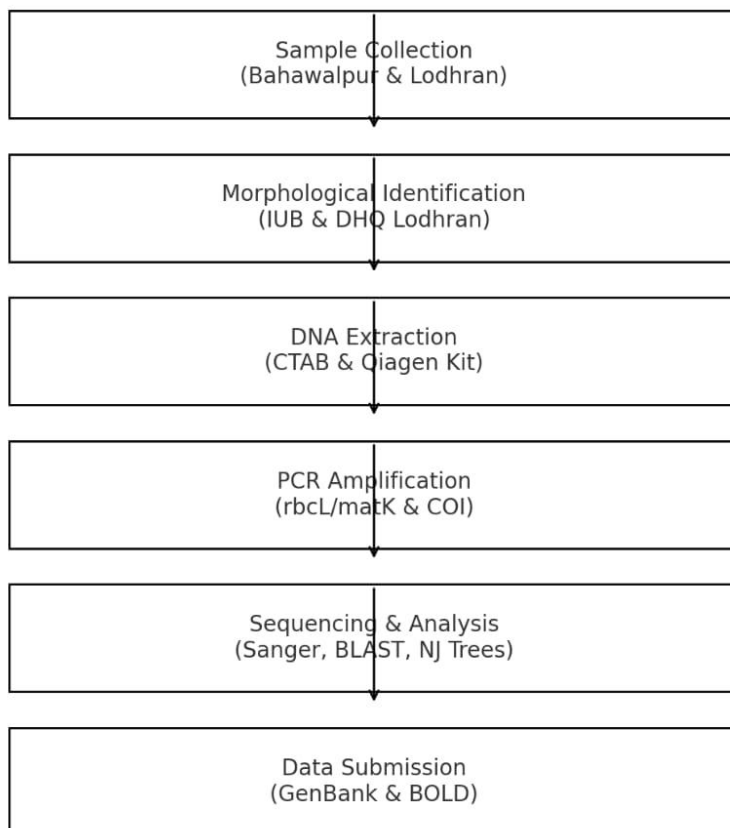 Sample Collection
(Bahawalpur & Lodhran)
Morphological Identification
(IUB & DHQ Lodhran)
DNA Extraction
(CTAB & Qiagen Kit)
PCR Amplification
(rbcL/matK & COI)
Sequencing & Analysis
(Sanger, BLAST, NJ Trees)
Data Submission
(GenBank & BOLD)